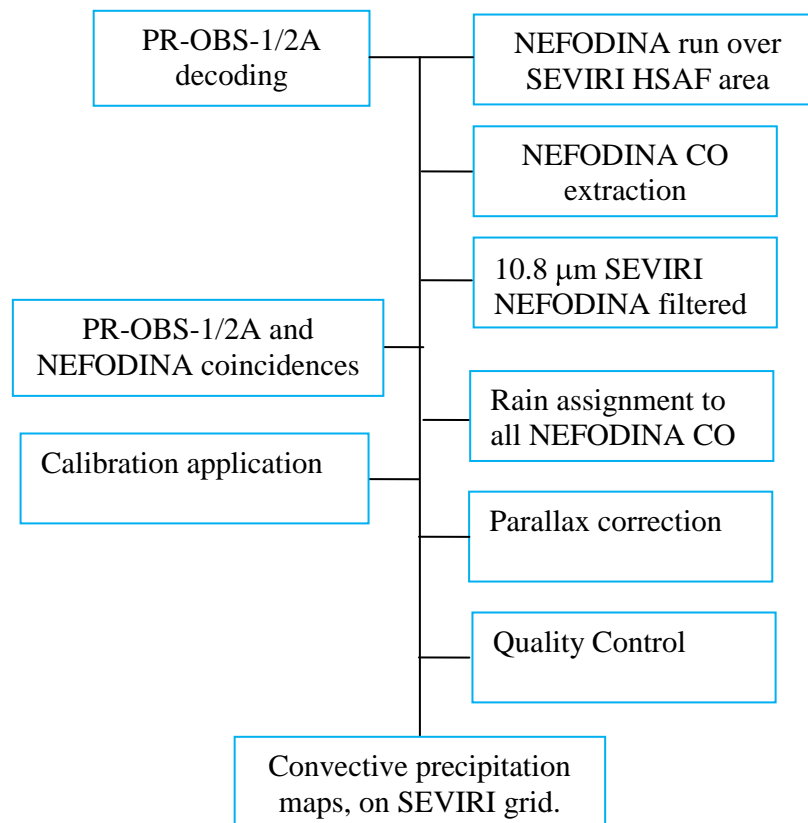 PR-OBS-1/2A
decoding
NEFODINA run over
SEVIRI HSAF area
NEFODINA CO
extraction
10.8 μm SEVIRI
NEFODINA filtered
PR-OBS-1/2A and
NEFODINA coincidences
Rain assignment to
all NEFODINA CO
Calibration application
Parallax correction
Quality Control
Convective precipitation
maps, on SEVIRI grid.